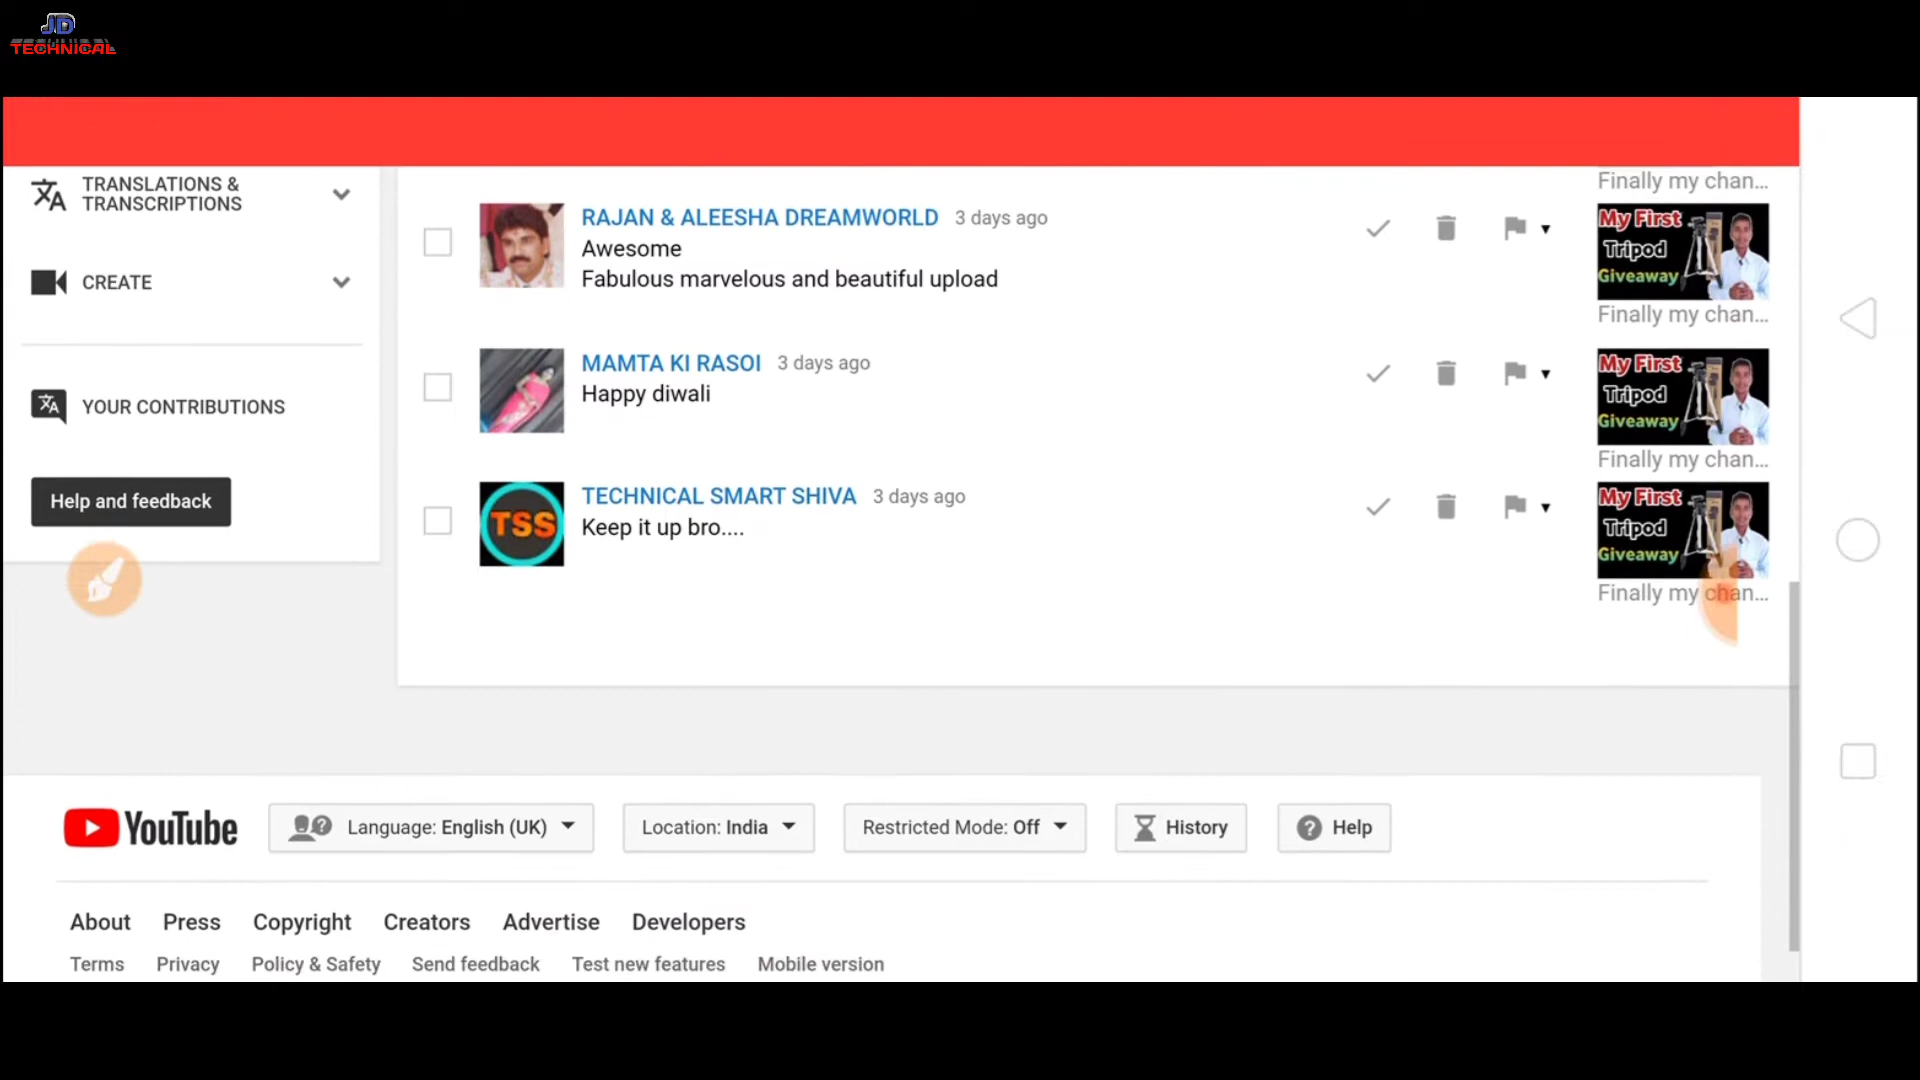 JD
TECHNICAL
TRANSLATIONS &
TRANSCRIPTIONS
CREATE
YOUR CONTRIBUTIONS
Help and feedback
Finally my chan...
RAJAN & ALEESHA DREAMWORLD 3 days ago
Awesome
Fabulous marvelous and beautiful upload
My First
Tripod
Giveaway
Finally my chan...
MAMTA KI RASOI 3 days ago
Happy diwali
My First
Tripod
Giveaway
Finally my chan...
TSS
TECHNICAL SMART SHIVA 3 days ago
Keep it up bro....
My First
Tripod
Giveaway
Finally my chan...
YouTube Language: English (UK) Location: India Restricted Mode: Off History Help
About Press Copyright Creators Advertise Developers
Terms Privacy Policy & Safety Send feedback Test new features Mobile version